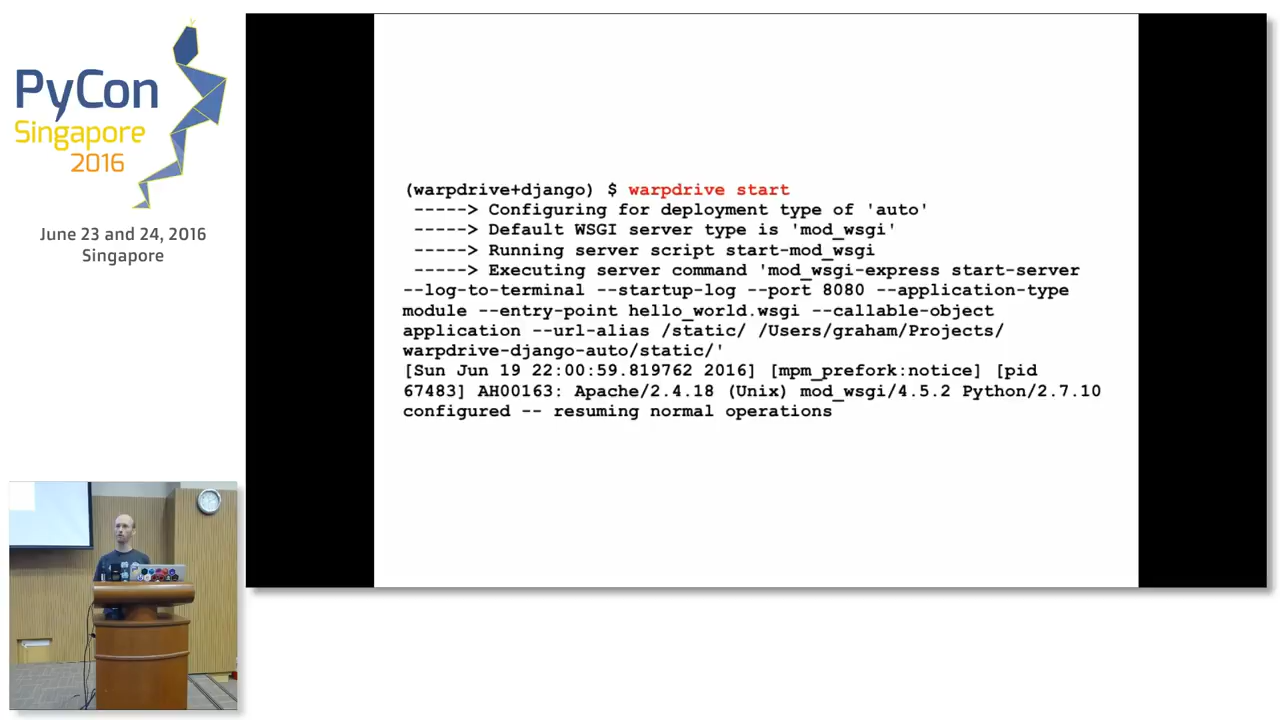 PyCon
Singapore
2016
June 23 and 24, 2016
Singapore
(warpdrive+django) $ warpdrive start
-----> Configuring for deployment type of 'auto'
-----> Default WSGI server type is 'mod_wsgi'
-----> Running server script start-mod_wsgi
-----> Executing server command 'mod_wsgi-express start-server
--log-to-terminal --startup-log --port 8080 --application-type
module --entry-point hello_world.wsgi --callable-object
application --url-alias /static/ /Users/graham/Projects/
warpdrive-django-auto/static/'
[Sun Jun 19 22:00:59.819762 2016] [mpm_prefork:notice] [pid
67483] AH00163: Apache/2.4.18 (Unix) mod_wsgi/4.5.2 Python/2.7.10
configured -- resuming normal operations